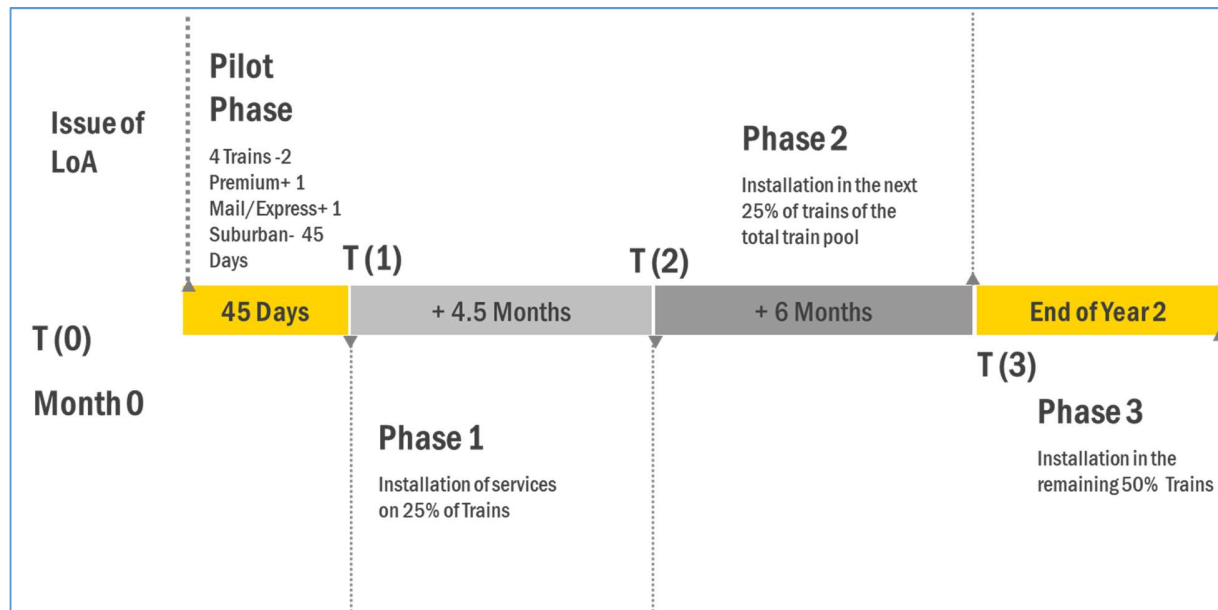 Issue of
LoA
Pilot
Phase
4 Trains -2
Premium+ 1
Mail/Express+ 1
Suburban- 45
Days
Phase 2
Installation in the next
25% of trains of the
total train pool
T (1)
T (2)
45 Days
+ 4.5 Months
+ 6 Months
End of Year 2
T (0)
Month 0
T (3)
Phase 1
Installation of services
on 25% of Trains
Phase 3
Installation in the
remaining 50% Trains